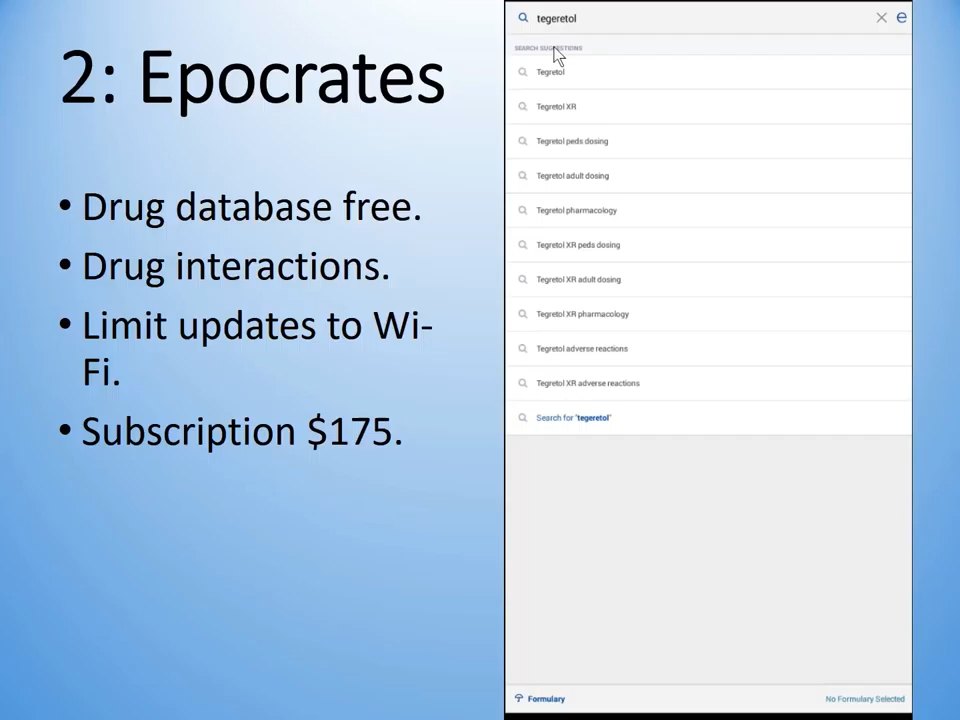 2: Epocrates
• Drug database free.
• Drug interactions.
• Limit updates to Wi-
Fi.
• Subscription $175.
tegeretol
e
SEARCH SUGGESTIONS
Tegretol
Tegretol XR
Tegretol peds dosing
Tegretol adult dosing
Tegretol pharmacology
Tegretol XR peds dosing
Tegretol XR adult dosing
Tegretol XR pharmacology
Tegretol adverse reactions
Tegretol XR adverse reactions
Search for "tegeretol"
Formulary
No Formulary Selected